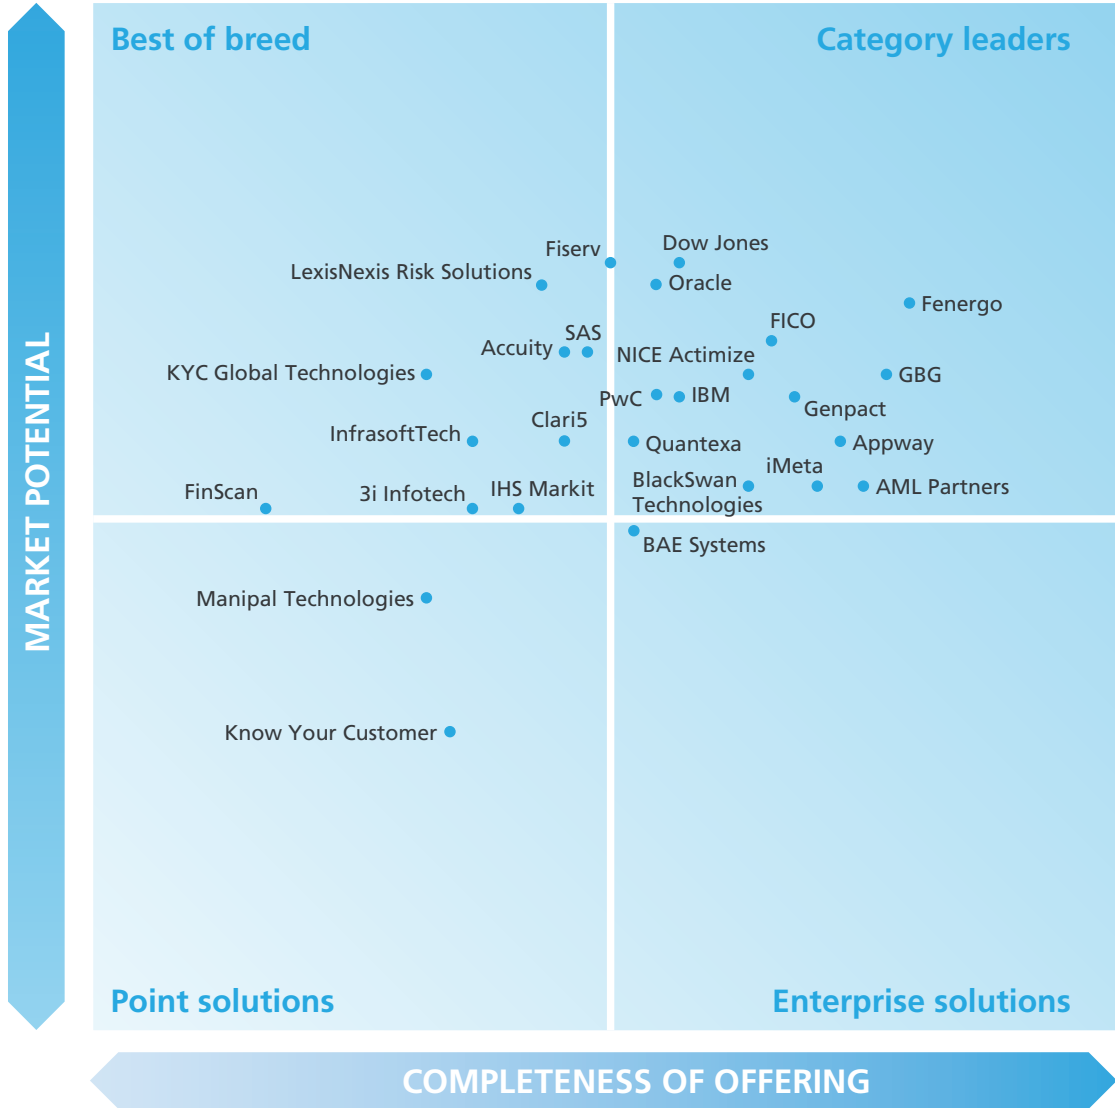 Best of breed
Category leaders
Fiserv
Dow Jones
LexisNexis Risk Solutions
Oracle
Fenergo
FICO
SAS
Accuity
NICE Actimize
KYC Global Technologies
GBG
PwC
IBM
Genpact
Clari5
InfrasoftTech
Quantexa
Appway
iMeta
BlackSwan
Technologies
AML Partners
FinScan
3i Infotech
IHS Markit
BAE Systems
Manipal Technologies
Know Your Customer
Point solutions
Enterprise solutions
MARKET POTENTIAL
COMPLETENESS OF OFFERING